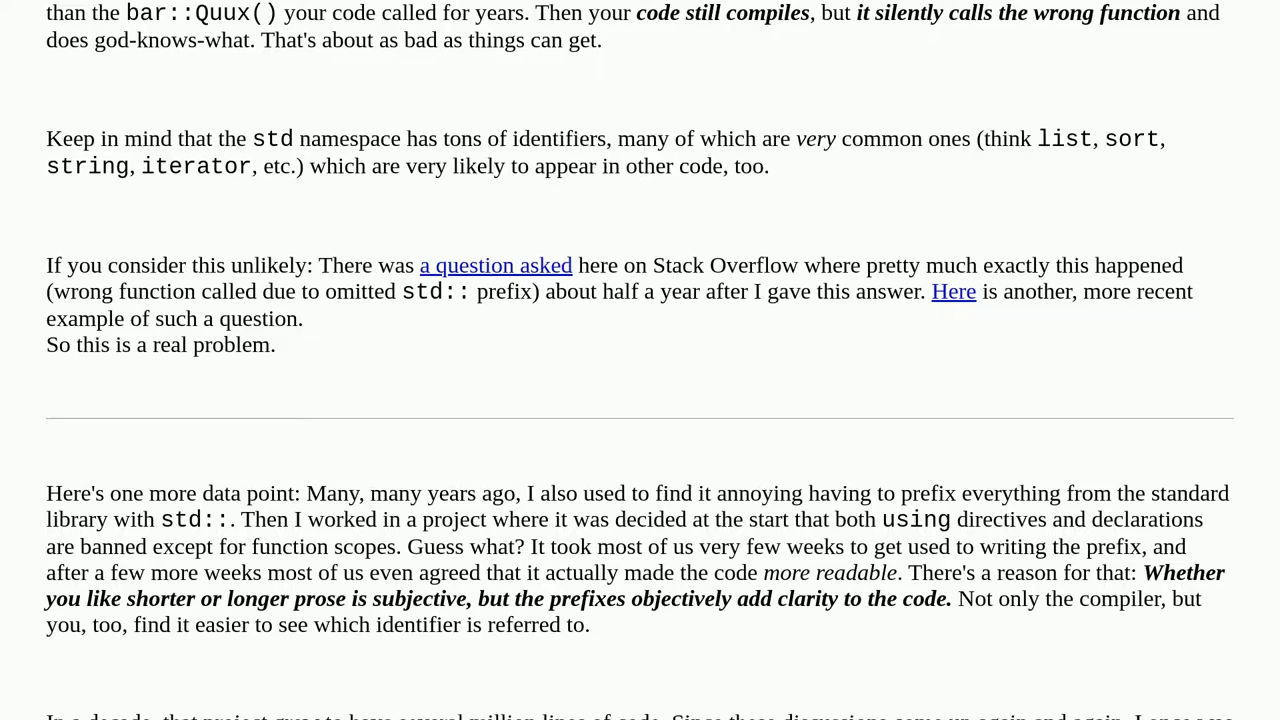 than the bar::Quux() your code called for years. Then your code still compiles, but it silently calls the wrong function and
does god-knows-what. That's about as bad as things can get.
Keep in mind that the std namespace has tons of identifiers, many of which are very common ones (think list, sort,
string, iterator, etc.) which are very likely to appear in other code, too.
If you consider this unlikely: There was a question asked here on Stack Overflow where pretty much exactly this happened
(wrong function called due to omitted std:: prefix) about half a year after I gave this answer. Here is another, more recent
example of such a question.
So this is a real problem.
Here's one more data point: Many, many years ago, I also used to find it annoying having to prefix everything from the standard
library with std::. Then I worked in a project where it was decided at the start that both using directives and declarations
are banned except for function scopes. Guess what? It took most of us very few weeks to get used to writing the prefix, and
after a few more weeks most of us even agreed that it actually made the code more readable. There's a reason for that: Whether
you like shorter or longer prose is subjective, but the prefixes objectively add clarity to the code. Not only the compiler, but
you, too, find it easier to see which identifier is referred to.